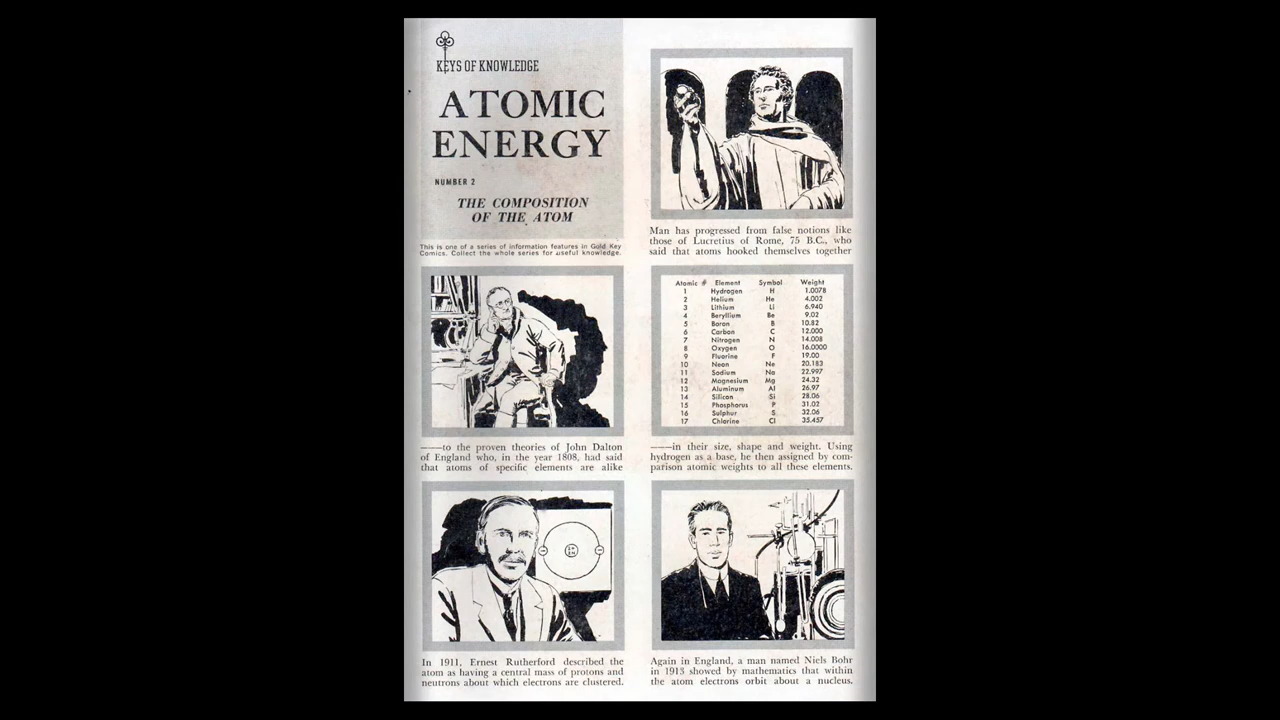 KEYS OF KNOWLEDGE
ATOMIC
ENERGY
NUMBER 2
THE COMPOSITION
OF THE ATOM
This is one of a series of information features in Gold Key
Comics. Collect the whole series for useful knowledge.
Man has progressed from false notions like
those of Lucretius of Rome, 75 B.C., who
said that atoms hooked themselves together
——to the proven theories of John Dalton
of England who, in the year 1808, had said
that atoms of specific elements are alike
Atomic # Element Symbol Weight
1 Hydrogen H 1.0078
2 Helium He 4.002
3 Lithium Li 6.940
4 Beryllium Be 9.02
5 Boron B 10.82
6 Carbon C 12.000
7 Nitrogen N 14.008
8 Oxygen O 16.0000
9 Fluorine F 19.00
10 Neon Ne 20.183
11 Sodium Na 22.997
12 Magnesium Mg 24.32
13 Aluminum Al 26.97
14 Silicon Si 28.06
15 Phosphorus P 31.02
16 Sulphur S 32.06
17 Chlorine Cl 35.457
——in their size, shape and weight. Using
hydrogen as a base, he then assigned by com-
parison atomic weights to all these elements.
In 1911, Ernest Rutherford described the
atom as having a central mass of protons and
neutrons about which electrons are clustered.
Again in England, a man named Niels Bohr
in 1913 showed by mathematics that within
the atom electrons orbit about a nucleus.